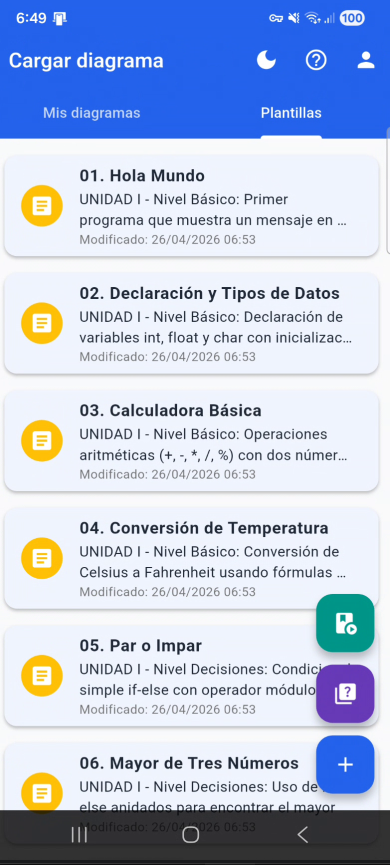 6:49
100
Cargar diagrama
Mis diagramas
Plantillas
01. Hola Mundo
UNIDAD I - Nivel Básico: Primer
programa que muestra un mensaje en …
Modificado: 26/04/2026 06:53
02. Declaración y Tipos de Datos
UNIDAD I - Nivel Básico: Declaración de
variables int, float y char con inicializac…
Modificado: 26/04/2026 06:53
03. Calculadora Básica
UNIDAD I - Nivel Básico: Operaciones
aritméticas (+, -, *, /, %) con dos númer…
Modificado: 26/04/2026 06:53
04. Conversión de Temperatura
UNIDAD I - Nivel Básico: Conversión de
Celsius a Fahrenheit usando fórmulas …
Modificado: 26/04/2026 06:53
05. Par o Impar
UNIDAD I - Nivel Decisiones:
simple if-else con operador módulo
Modificado: 26/04/2026 06:53
06. Mayor de Tres Números
UNIDAD I - Nivel Decisiones: Uso de
else anidados para encontrar el mayor
Modificado: 26/04/2026 06:53